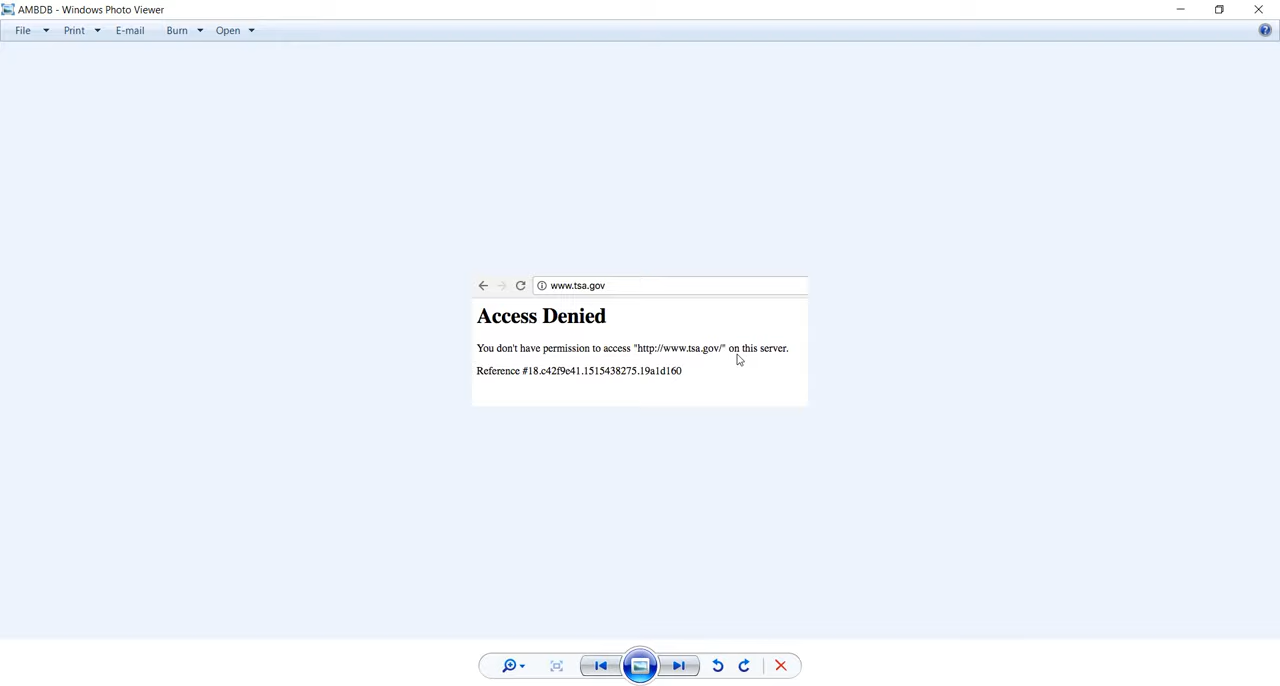 AMBDB - Windows Photo Viewer
File Print E-mail Burn Open
www.tsa.gov
Access Denied
You don't have permission to access "http://www.tsa.gov/" on this server.
Reference #18.c42f9e41.1515438275.19a1d160